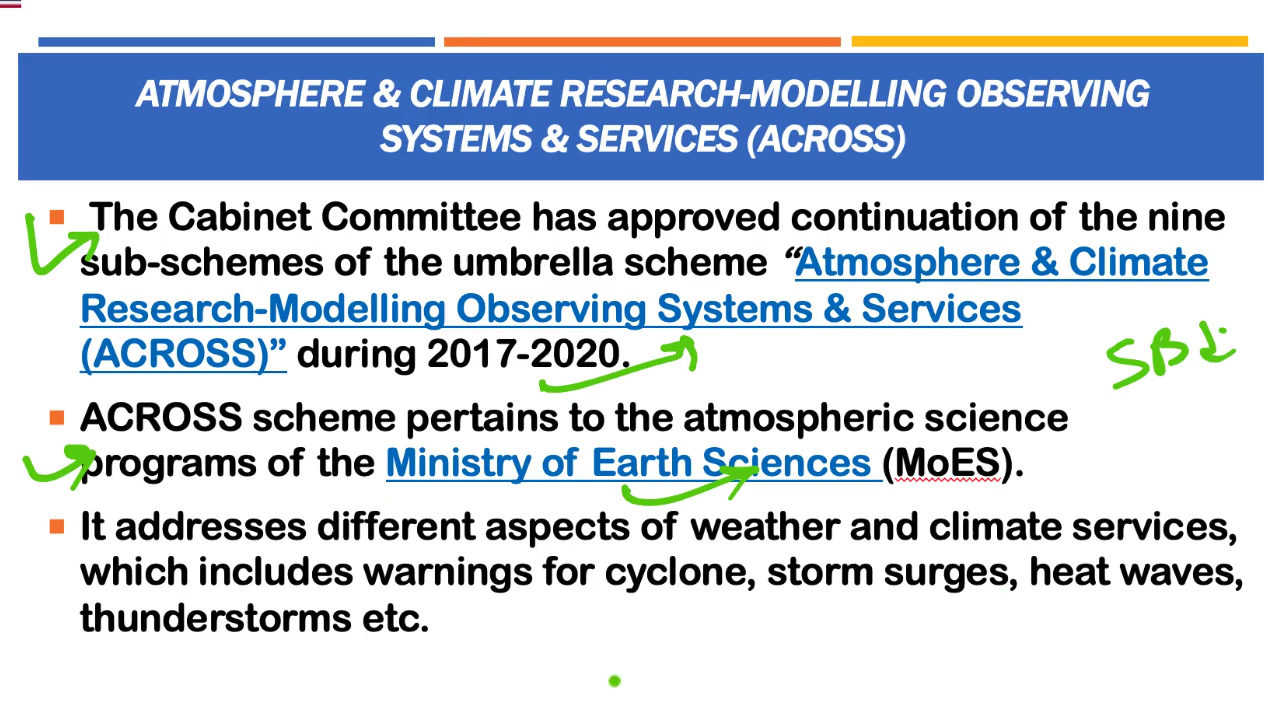 ATMOSPHERE & CLIMATE RESEARCH-MODELLING OBSERVING
SYSTEMS & SERVICES (ACROSS)
The Cabinet Committee has approved continuation of the nine
sub-schemes of the umbrella scheme “Atmosphere & Climate
Research-Modelling Observing Systems & Services
(ACROSS)” during 2017-2020.
SBI
ACROSS scheme pertains to the atmospheric science
programs of the Ministry of Earth Sciences (MoES).
It addresses different aspects of weather and climate services,
which includes warnings for cyclone, storm surges, heat waves,
thunderstorms etc.